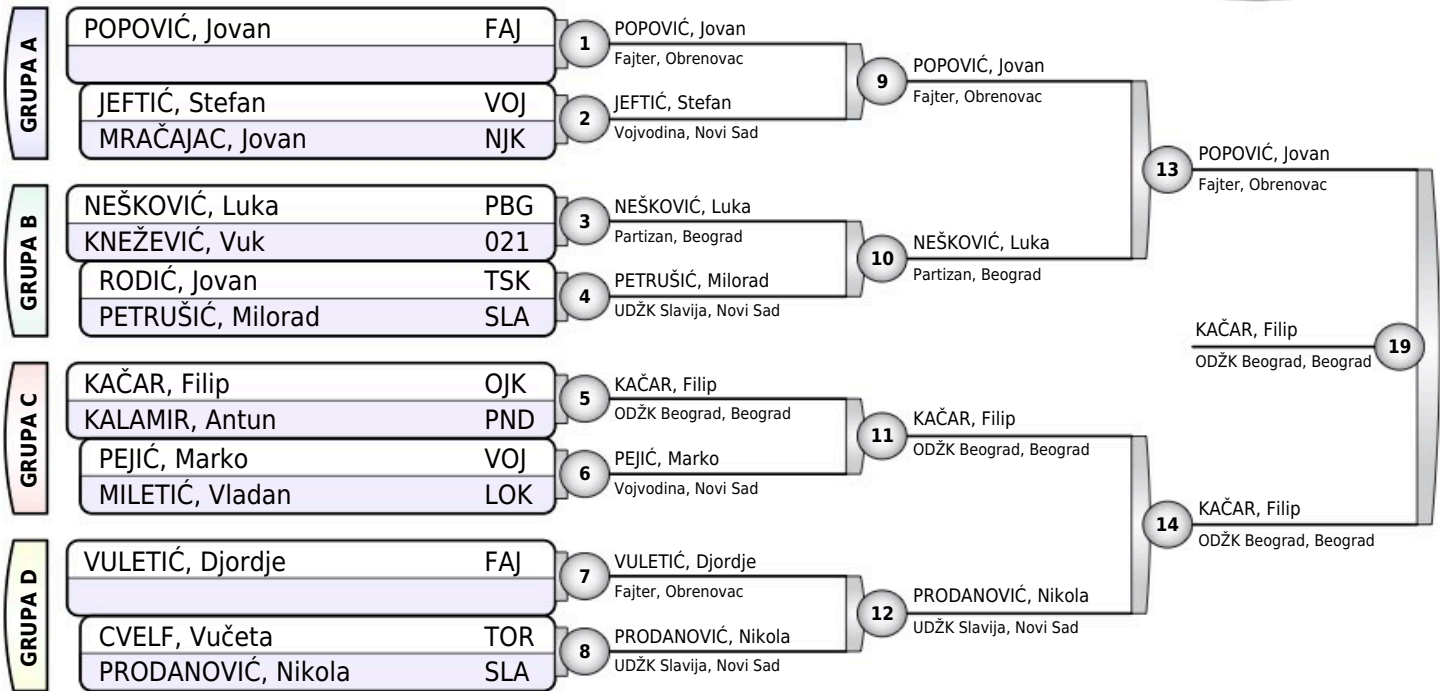 GRUPA A
POPOVIĆ, Jovan FAJ
JEFTIĆ, Stefan VOJ
MRAČAJAC, Jovan NJK
GRUPA B
NEŠKOVIĆ, Luka PBG
KNEŽEVIĆ, Vuk 021
RODIĆ, Jovan TSK
PETRUŠIĆ, Milorad SLA
GRUPA C
KAČAR, Filip OJK
KALAMIR, Antun PND
PEJIĆ, Marko VOJ
MILETIĆ, Vladan LOK
GRUPA D
VULETIĆ, Djordje FAJ
CVELF, Vučeta TOR
PRODANOVIĆ, Nikola SLA
1
POPOVIĆ, Jovan
Fajter, Obrenovac
2
JEFTIĆ, Stefan
Vojvodina, Novi Sad
3
NEŠKOVIĆ, Luka
Partizan, Beograd
4
PETRUŠIĆ, Milorad
UDŽK Slavija, Novi Sad
5
KAČAR, Filip
ODŽK Beograd, Beograd
6
PEJIĆ, Marko
Vojvodina, Novi Sad
7
VULETIĆ, Djordje
Fajter, Obrenovac
8
PRODANOVIĆ, Nikola
UDŽK Slavija, Novi Sad
9
POPOVIĆ, Jovan
Fajter, Obrenovac
10
NEŠKOVIĆ, Luka
Partizan, Beograd
11
KAČAR, Filip
ODŽK Beograd, Beograd
12
PRODANOVIĆ, Nikola
UDŽK Slavija, Novi Sad
13
POPOVIĆ, Jovan
Fajter, Obrenovac
14
KAČAR, Filip
ODŽK Beograd, Beograd
KAČAR, Filip
ODŽK Beograd, Beograd
19